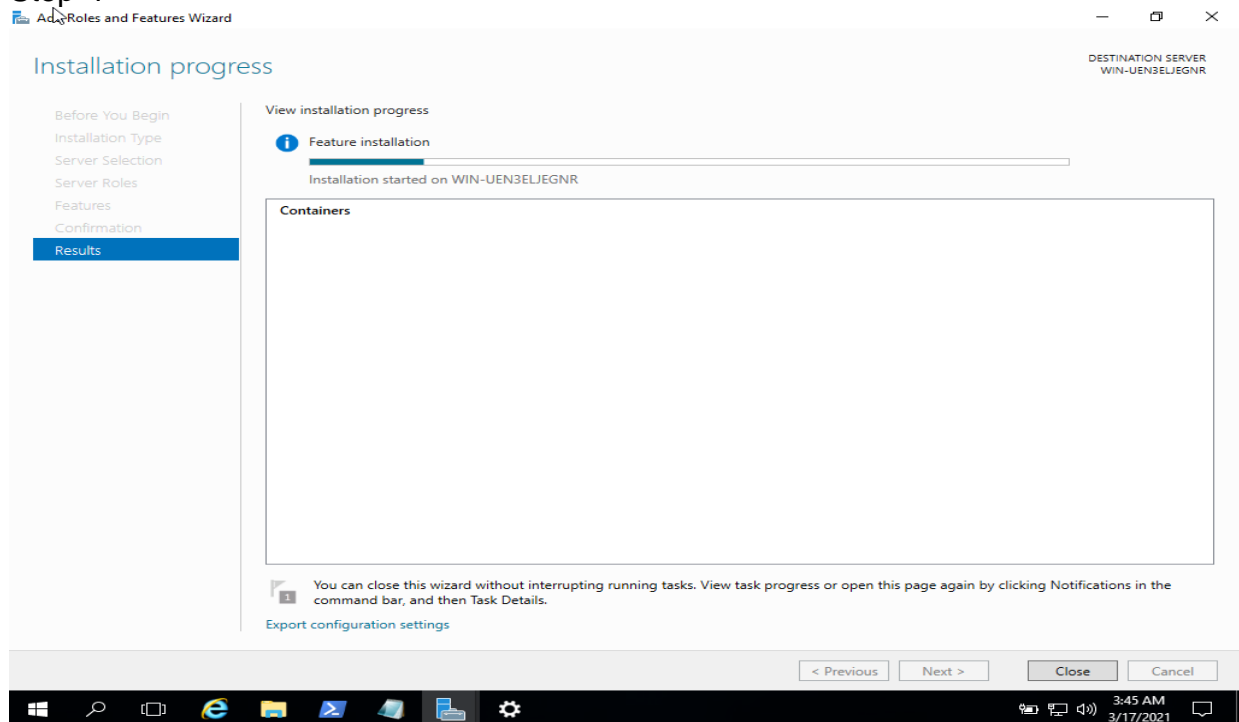 Add Roles and Features Wizard
Installation progress
DESTINATION SERVER
WIN-UEN3ELJEGNR
Before You Begin
Installation Type
Server Selection
Server Roles
Features
Confirmation
Results
View installation progress
Feature installation
Installation started on WIN-UEN3ELJEGNR
Containers
1
You can close this wizard without interrupting running tasks. View task progress or open this page again by clicking Notifications in the
command bar, and then Task Details.
Export configuration settings
< Previous
Next >
Close
Cancel
3:45 AM
3/17/2021